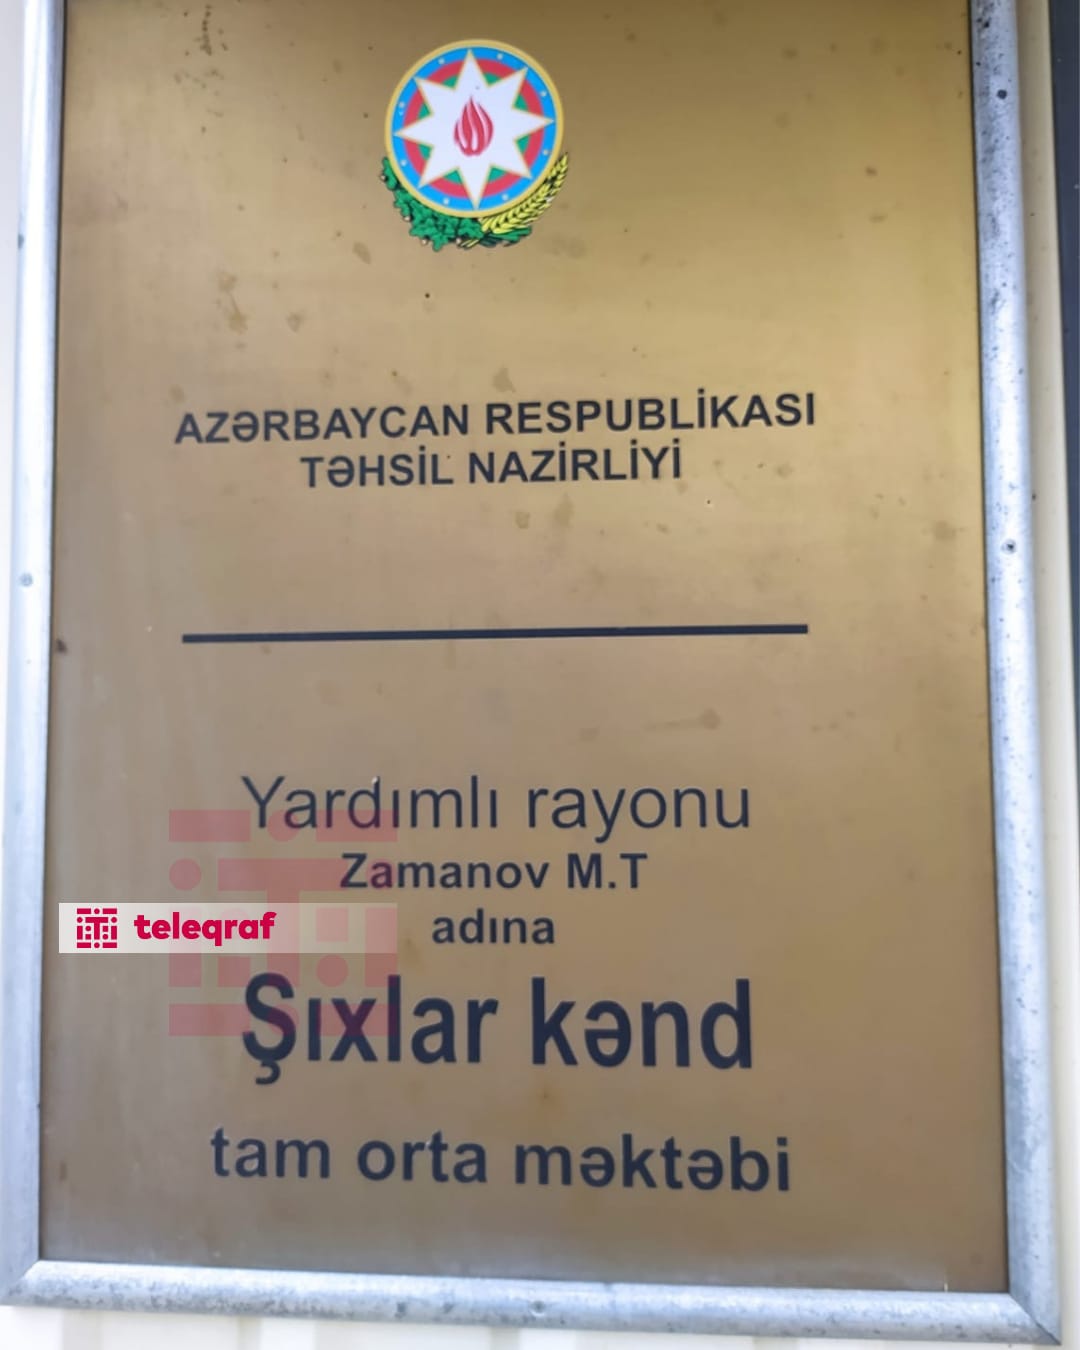 AZƏRBAYCAN RESPUBLİKASI
TƏHSİL NAZİRLİYİ
Yardımlı rayonu
Zamanov M.T
adına
teleqraf
Şıxlar kənd
tam orta məktəbi